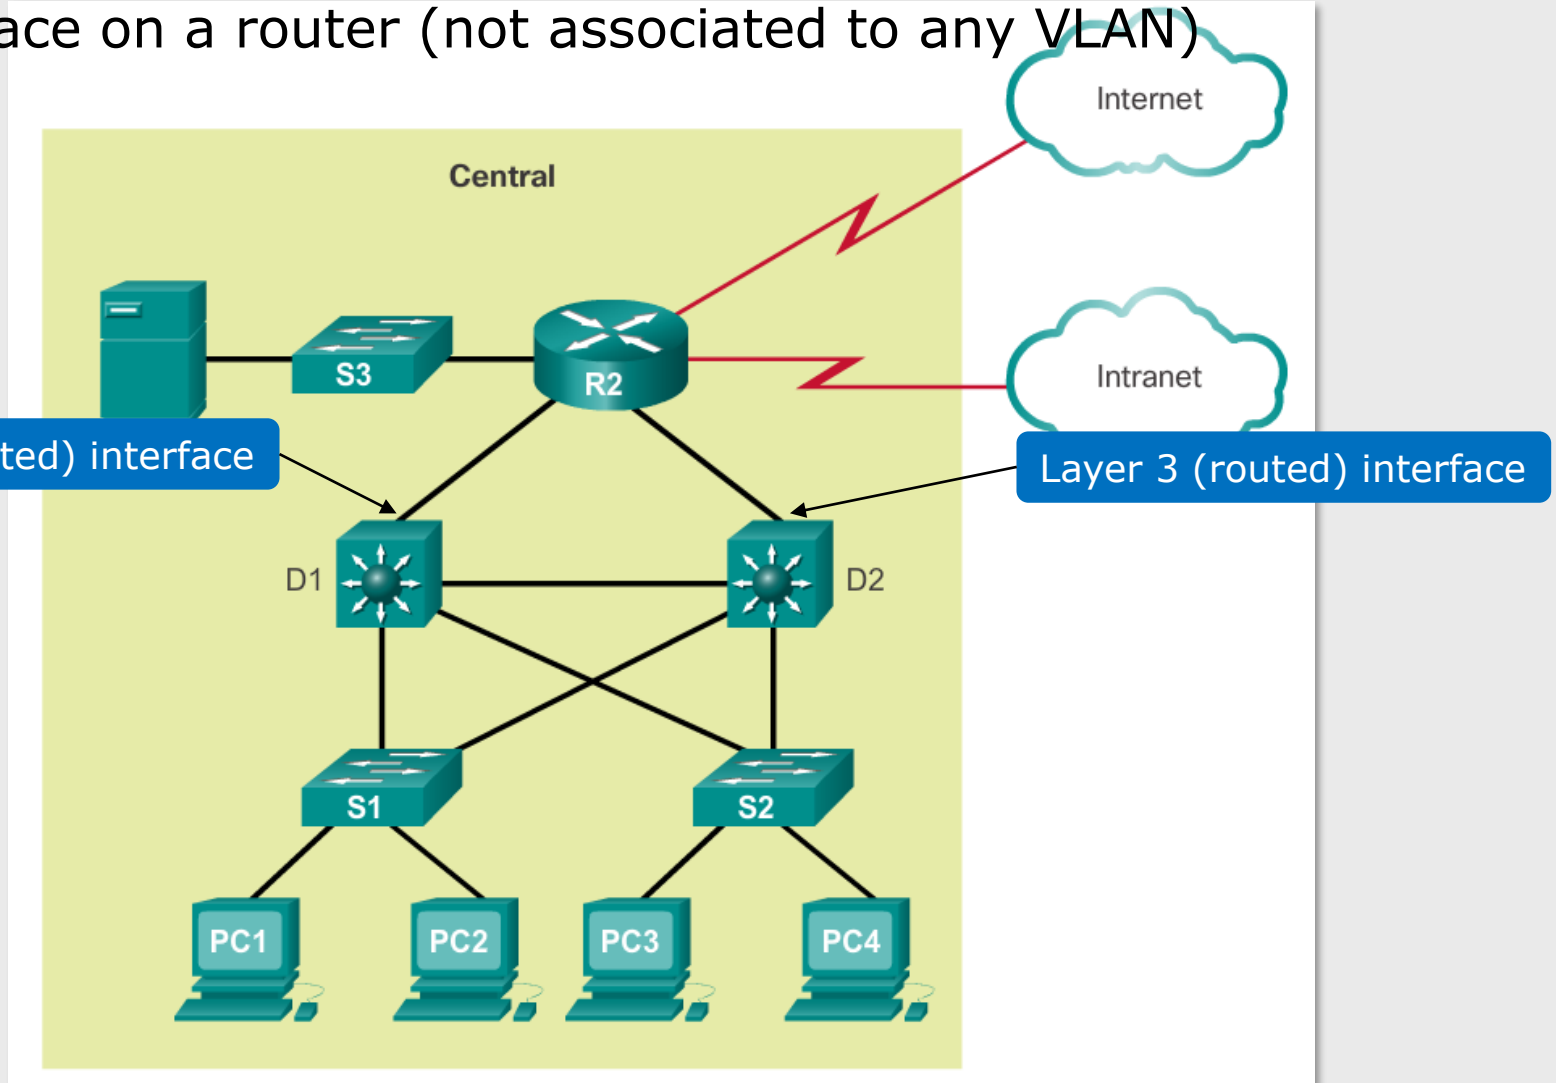 ace on a router (not associated to any VLAN)
Internet
Central
S3
R2
Intranet
ted) interface
Layer 3 (routed) interface
D1
D2
S1
S2
PC1
PC2
PC3
PC4